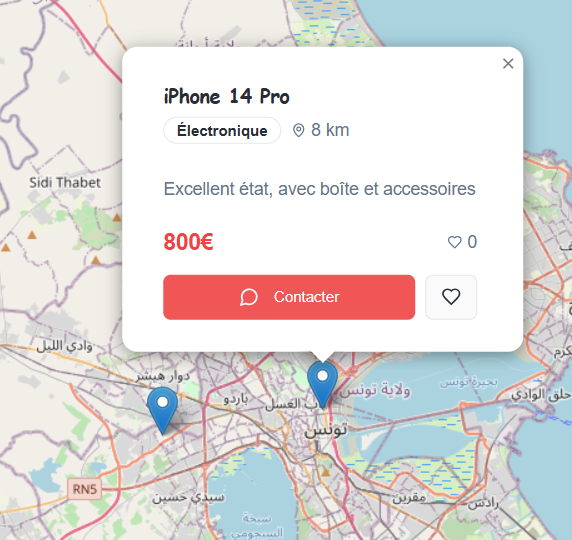 ولاية أريانة
iPhone 14 Pro
Électronique
8 km
Sidi Thabet
Excellent état, avec boîte et accessoires
800€
0
Contacter
وادي الليل
دوار هيشر
باردو
باب العسل
ولاية تونس
بحيرة تونس
حلق الوادي
تونس
RN5
سيدي حسين
مقرين
رادس
سبخة
السيجومي